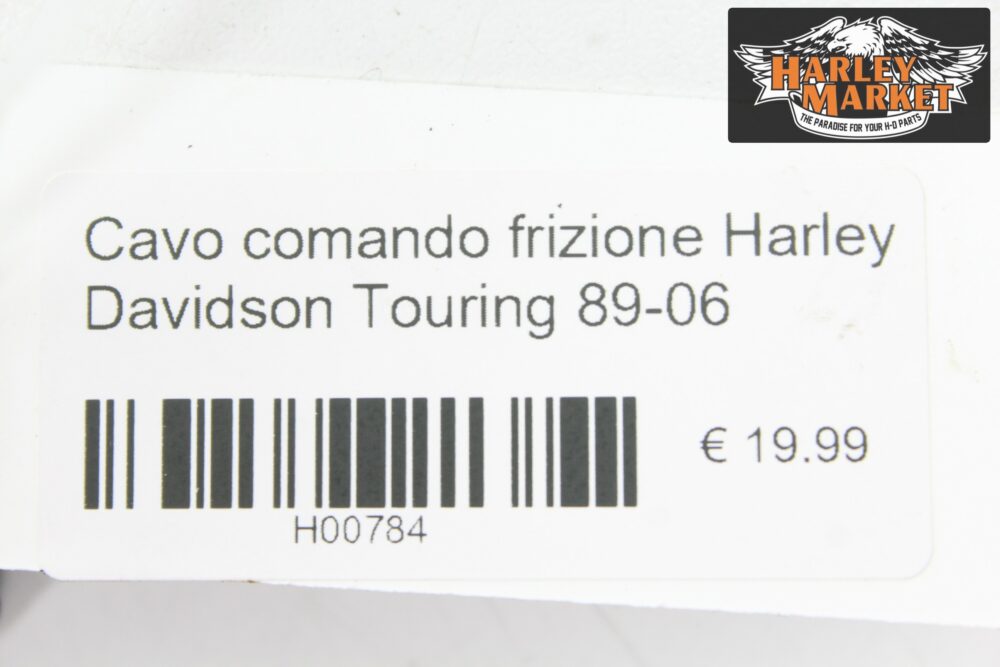 HARLEY
MARKET
THE PARADISE FOR YOUR H-D PARTS
Cavo comando frizione Harley
Davidson Touring 89-06
€ 19.99
H00784